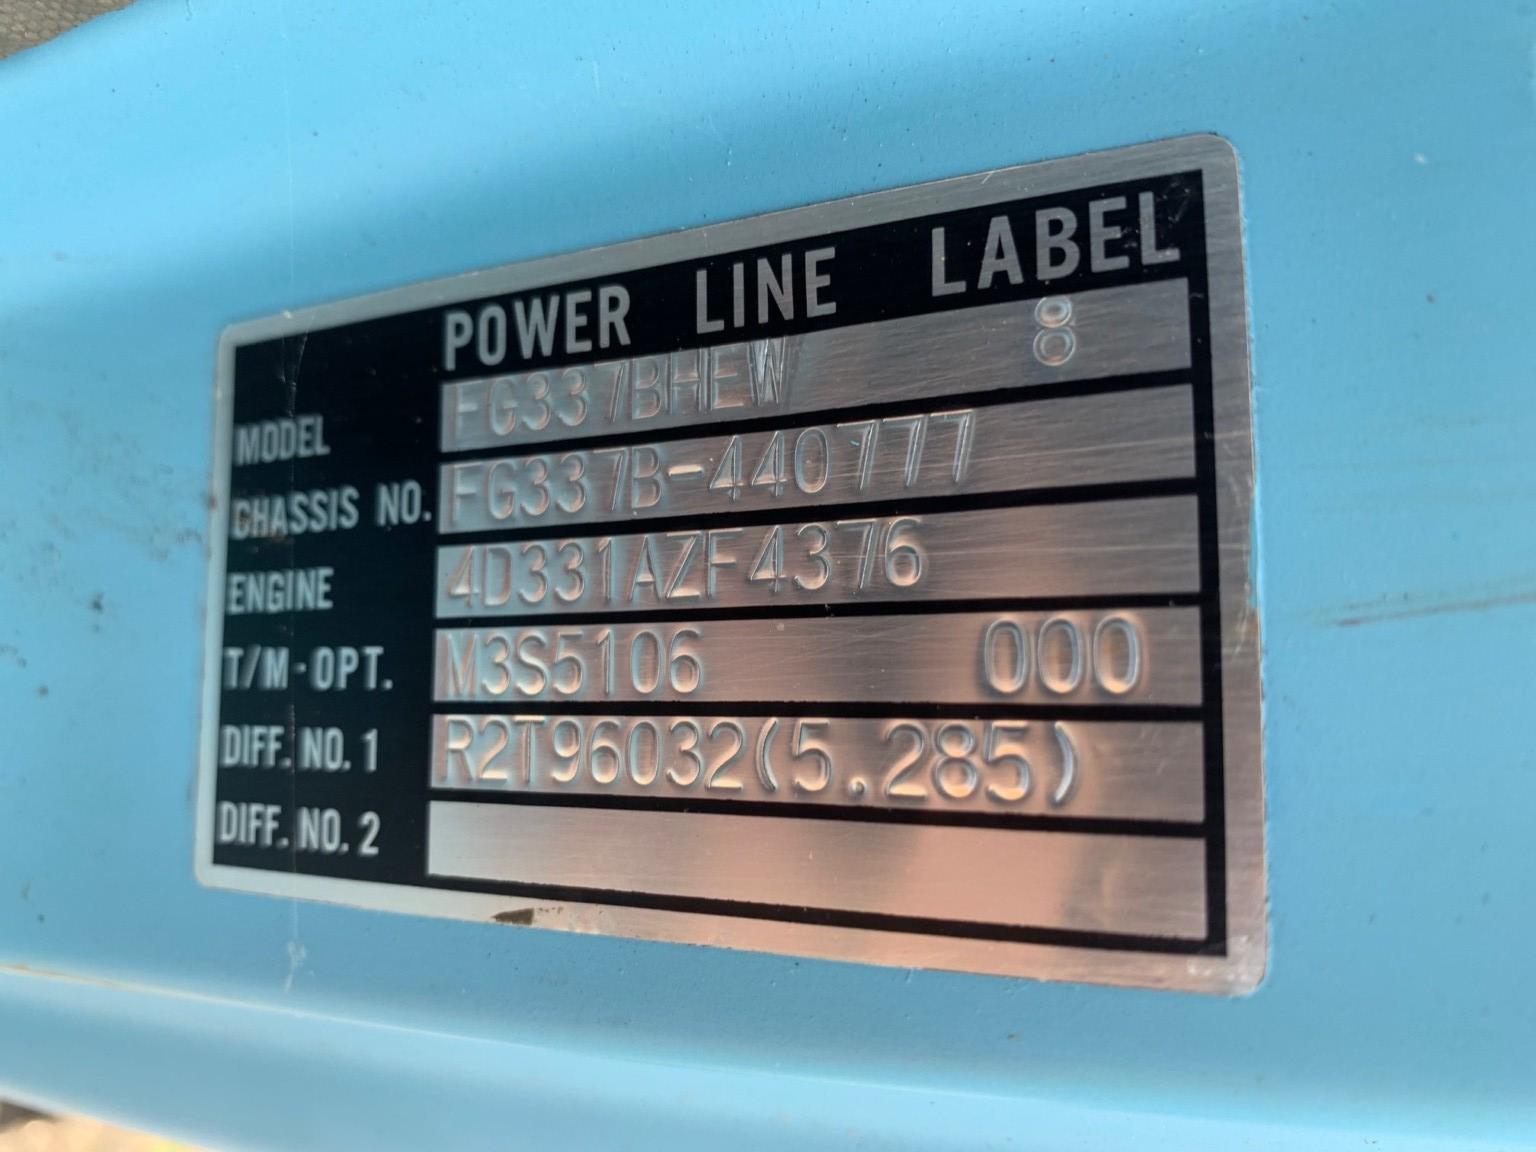 POWER LINE LABEL
MODEL FG337BHEW 8
CHASSIS NO. FG337B-440777
ENGINE 4D331AZF4376
T/M-OPT. M3S5106 000
DIFF. NO. 1 R2T96032(5.285)
DIFF. NO. 2